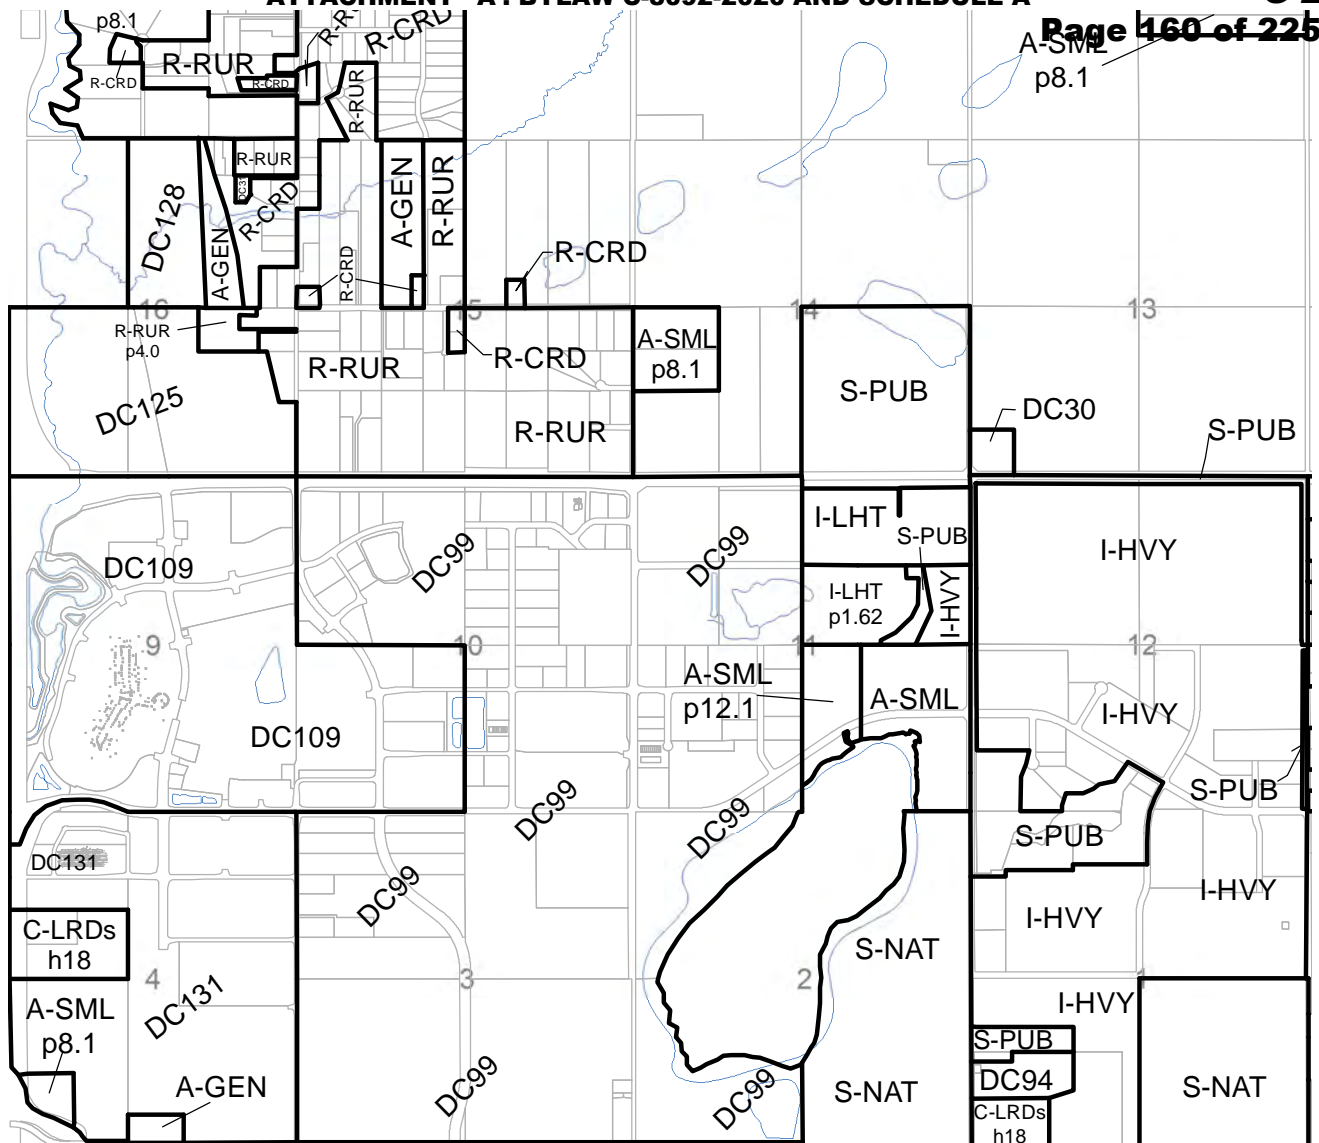 ATTACHMENT 'A': BYLAW C-8092-2020 AND SCHEDULE A
Page 160 of 225
p8.1
R-CRD
R-RUR
R-CRD
R-RUR
R-CRD
A-SML
p8.1
R-RUR
DC128
A-GEN
R-CRD
R-CRD
A-GEN
R-RUR
R-CRD
16
15
14
13
R-RUR
p4.0
DC125
R-RUR
R-CRD
R-RUR
A-SML
p8.1
S-PUB
DC30
S-PUB
DC109
DC99
DC99
I-LHT
S-PUB
I-LHT
p1.62
I-HVY
I-HVY
9
10
11
12
DC109
A-SML
p12.1
A-SML
I-HVY
S-PUB
DC99
DC99
S-PUB
DC131
DC99
I-HVY
I-HVY
C-LRDs
h18
4
3
2
1
S-NAT
A-SML
p8.1
DC131
I-HVY
S-PUB
DC94
C-LRDs
h18
A-GEN
DC99
DC99
S-NAT
S-NAT